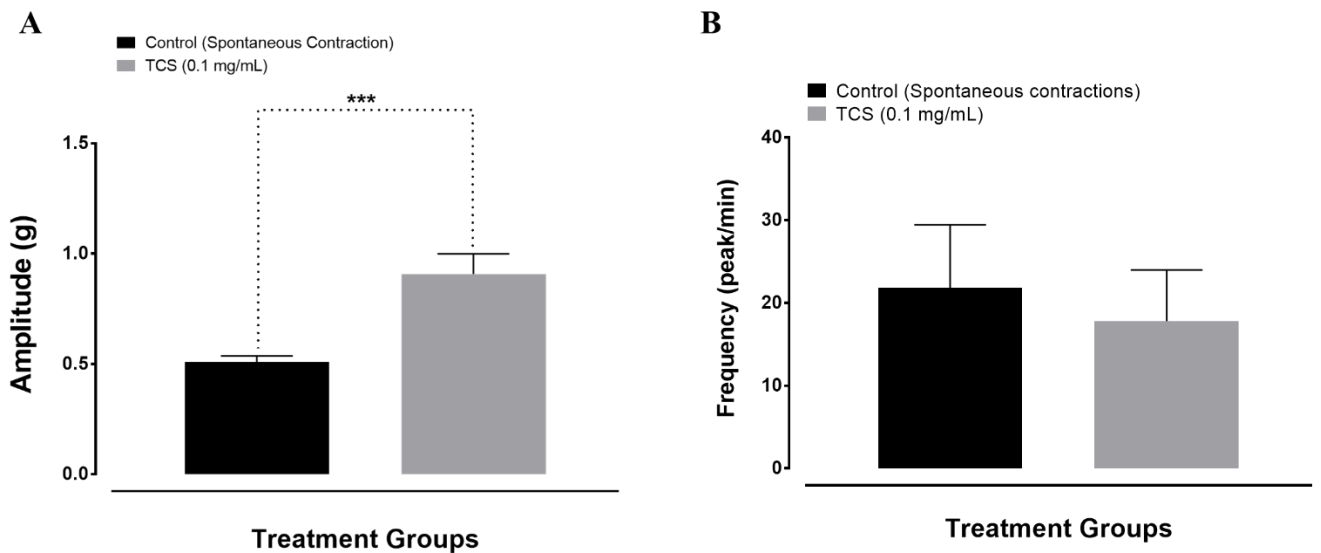 A
Control (Spontaneous Contraction)
TCS (0.1 mg/mL)
***
1.5
1.0
0.5
0.0
Amplitude (g)
Treatment Groups
B
Control (Spontaneous contractions)
TCS (0.1 mg/mL)
40
30
20
10
0
Frequency (peak/min)
Treatment Groups